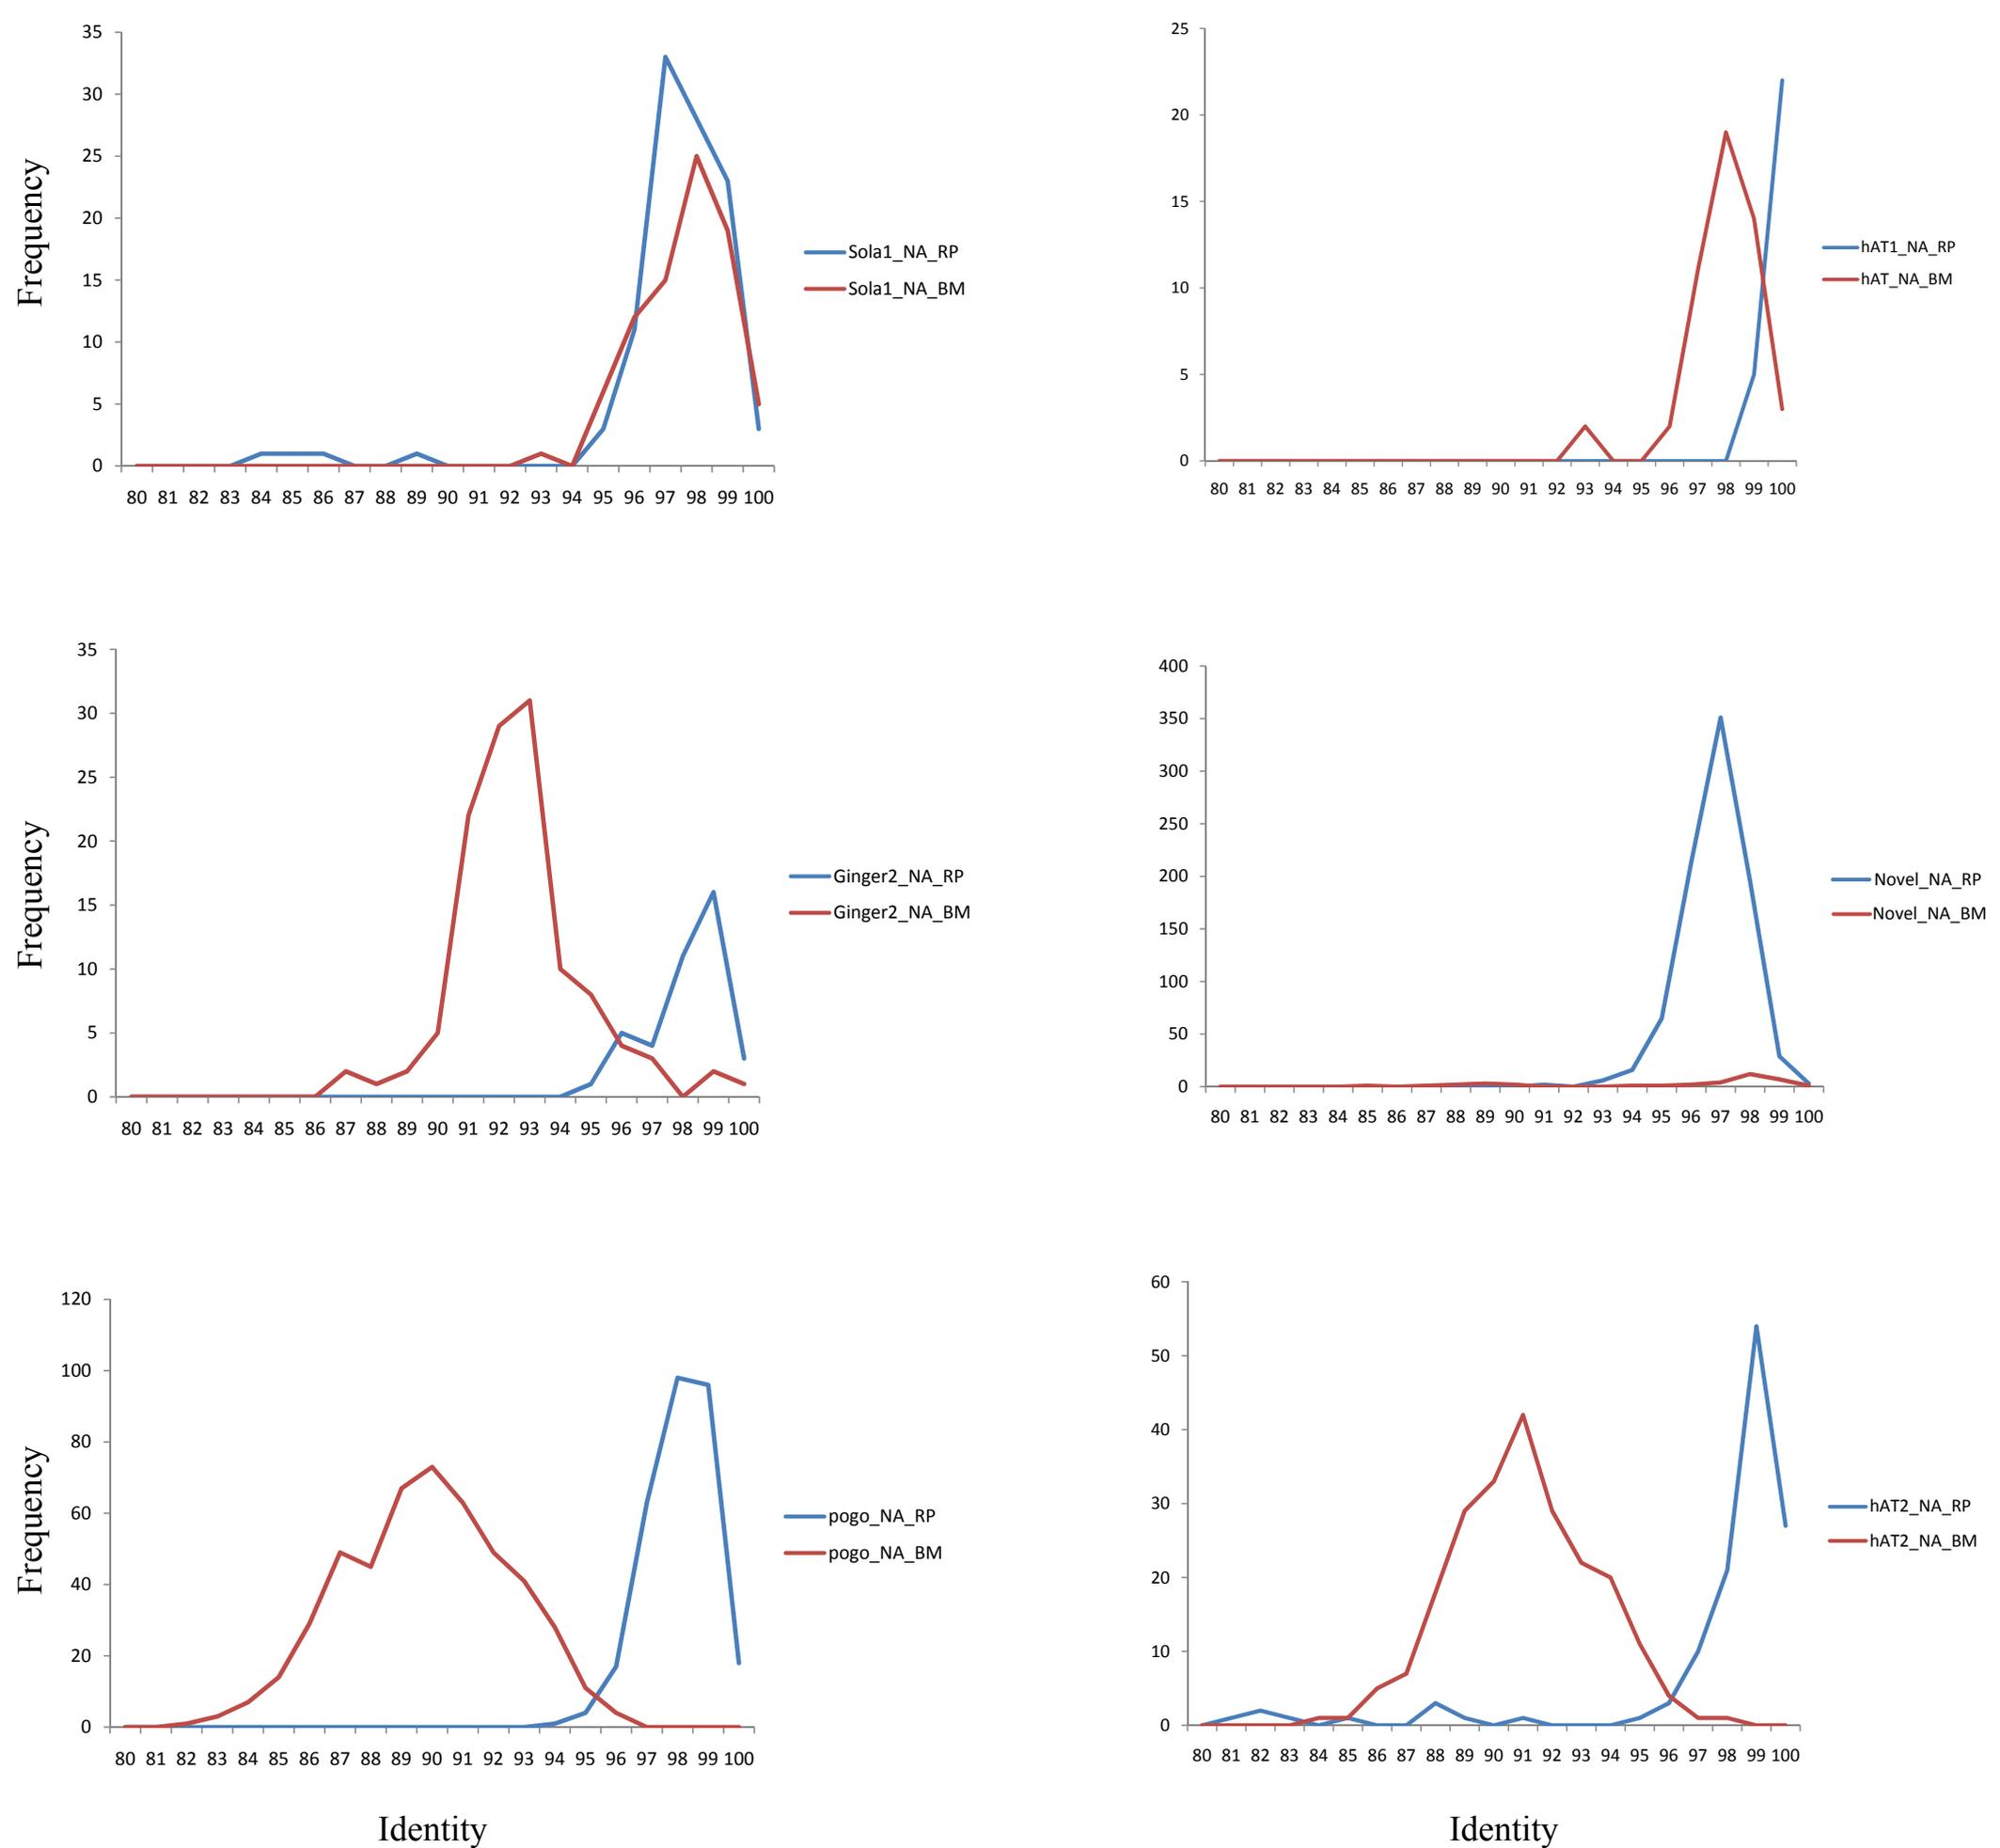 35
30
25
20
15
10
5
0
Frequency
80 81 82 83 84 85 86 87 88 89 90 91 92 93 94 95 96 97 98 99 100
Sola1_NA_RP
Sola1_NA_BM
25
20
15
10
5
0
80 81 82 83 84 85 86 87 88 89 90 91 92 93 94 95 96 97 98 99 100
hAT1_NA_RP
hAT_NA_BM
35
30
25
20
15
10
5
0
Frequency
80 81 82 83 84 85 86 87 88 89 90 91 92 93 94 95 96 97 98 99 100
Ginger2_NA_RP
Ginger2_NA_BM
400
350
300
250
200
150
100
50
0
80 81 82 83 84 85 86 87 88 89 90 91 92 93 94 95 96 97 98 99 100
Novel_NA_RP
Novel_NA_BM
120
100
80
60
40
20
0
Frequency
80 81 82 83 84 85 86 87 88 89 90 91 92 93 94 95 96 97 98 99 100
pogo_NA_RP
pogo_NA_BM
Identity
60
50
40
30
20
10
0
80 81 82 83 84 85 86 87 88 89 90 91 92 93 94 95 96 97 98 99 100
hAT2_NA_RP
hAT2_NA_BM
Identity